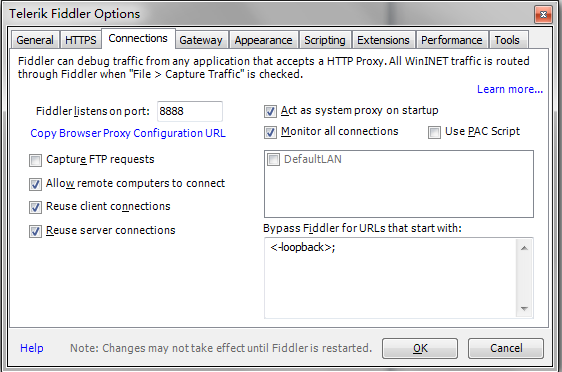 Telerik Fiddler Options
General HTTPS Connections Gateway Appearance Scripting Extensions Performance Tools
Fiddler can debug traffic from any application that accepts a HTTP Proxy. All WinINET traffic is routed
through Fiddler when "File > Capture Traffic" is checked.
Learn more...
Fiddler listens on port: 8888
Copy Browser Proxy Configuration URL
Capture FTP requests
Allow remote computers to connect
Reuse client connections
Reuse server connections
Act as system proxy on startup
Monitor all connections Use PAC Script
DefaultLAN
Bypass Fiddler for URLs that start with:
<-loopback>;
Help Note: Changes may not take effect until Fiddler is restarted. OK Cancel